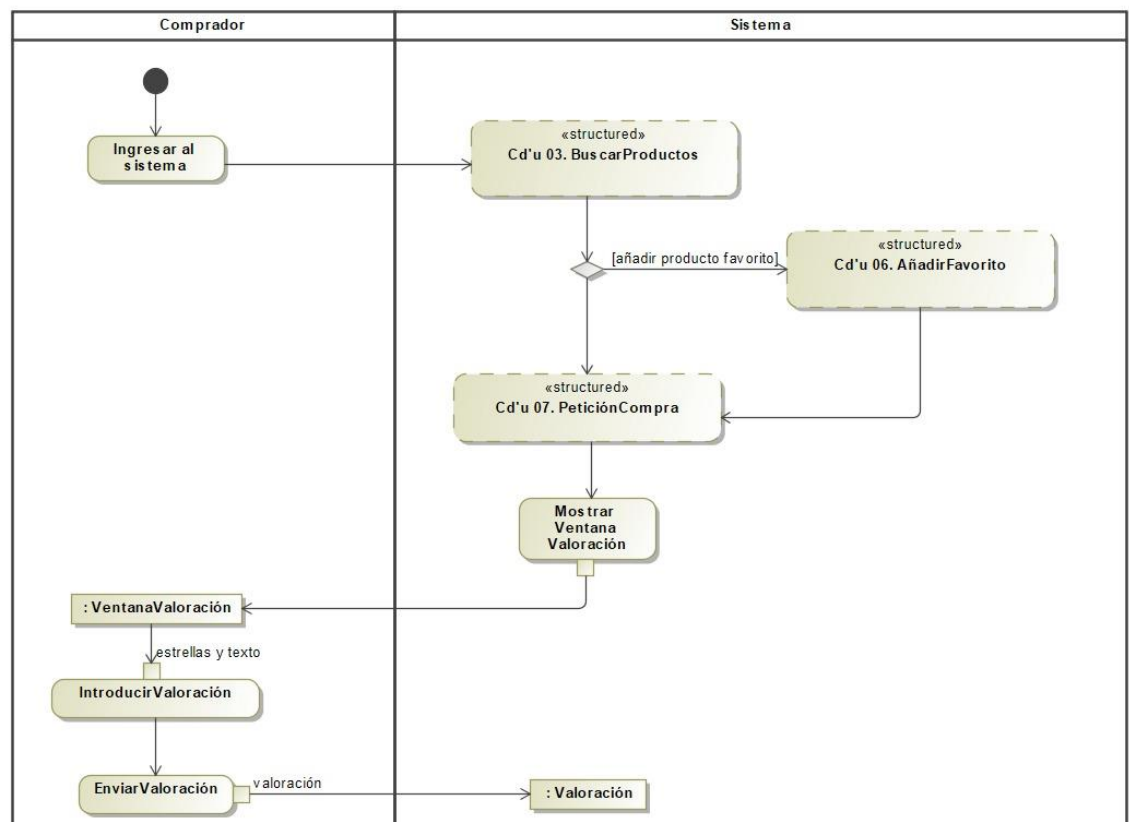 Comprador
Sistema
Ingresar al
sistema
«structured»
Cd'u 03. BuscarProductos
[añadir producto favorito]
«structured»
Cd'u 06. AñadirFavorito
«structured»
Cd'u 07. PeticiónCompra
Mostrar
Ventana
Valoración
: VentanaValoración
estrellas y texto
IntroducirValoración
EnviarValoración
valoración
: Valoración